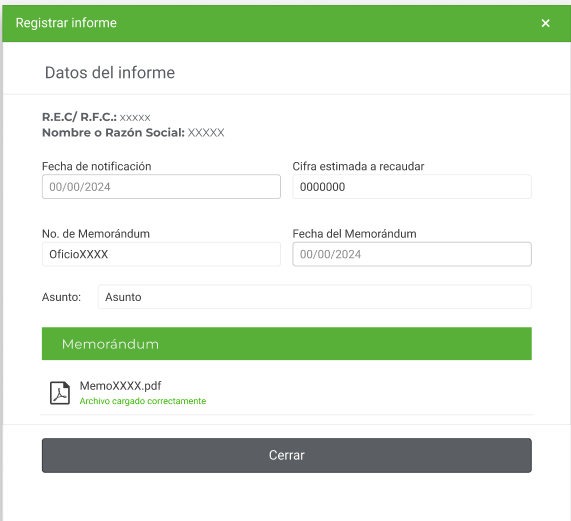 Registrar informe ×
Datos del informe
R.E.C/ R.F.C.: xxxxx
Nombre o Razón Social: XXXXX
Fecha de notificación Cifra estimada a recaudar
00/00/2024 0000000
No. de Memorándum Fecha del Memorándum
OficioXXXX 00/00/2024
Asunto: Asunto
Memorándum
MemoXXXX.pdf
Archivo cargado correctamente
Cerrar